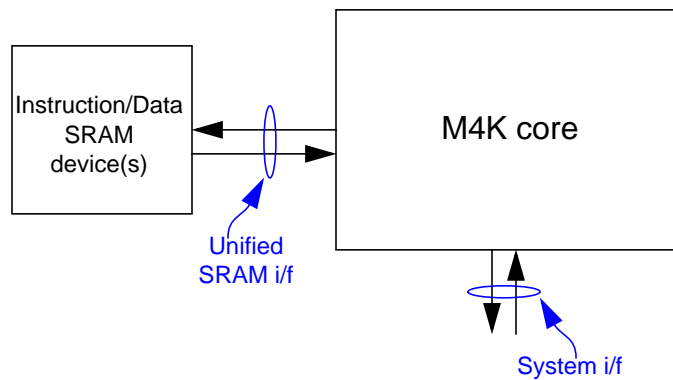 Instruction/Data
SRAM
device(s)
M4K core
Unified
SRAM i/f
System i/f